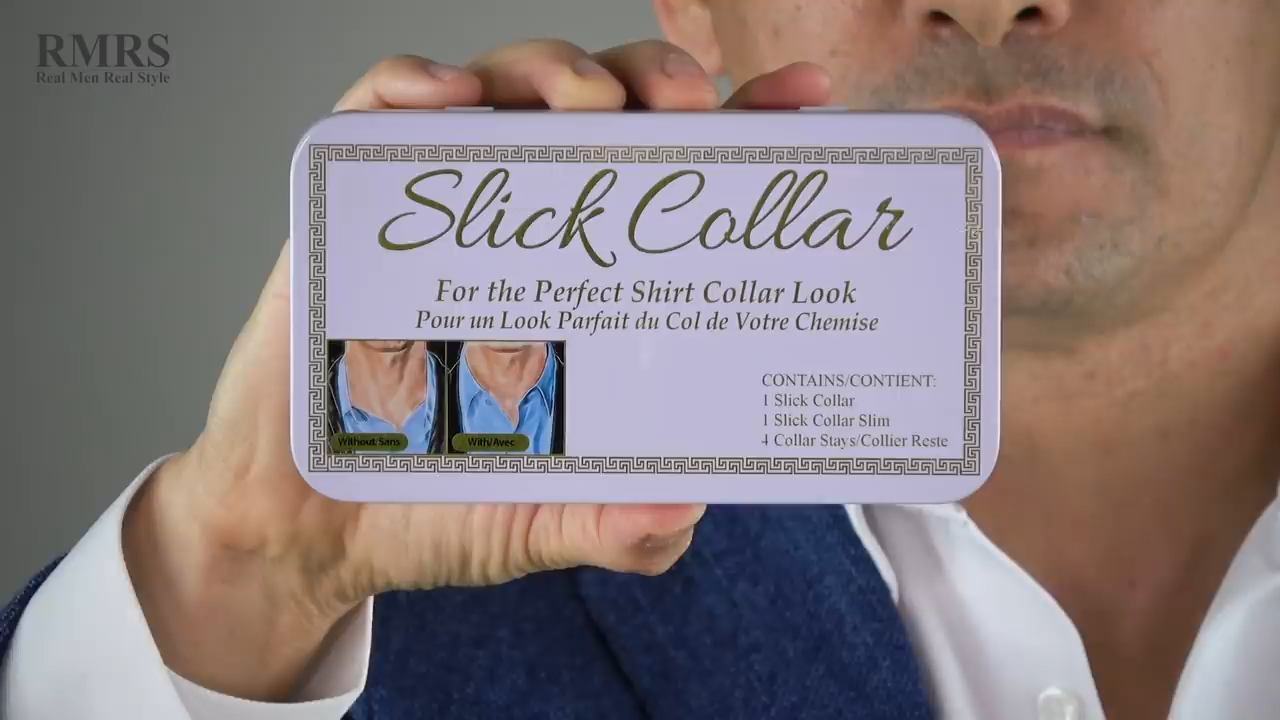 RMRS
Real Men Real Style
Slick Collar
For the Perfect Shirt Collar Look
Pour un Look Parfait du Col de Votre Chemise
CONTAINS/CONTIENT:
1 Slick Collar
1 Slick Collar Slim
4 Collar Stays/Collier Reste
Without/Sans
With/Avec